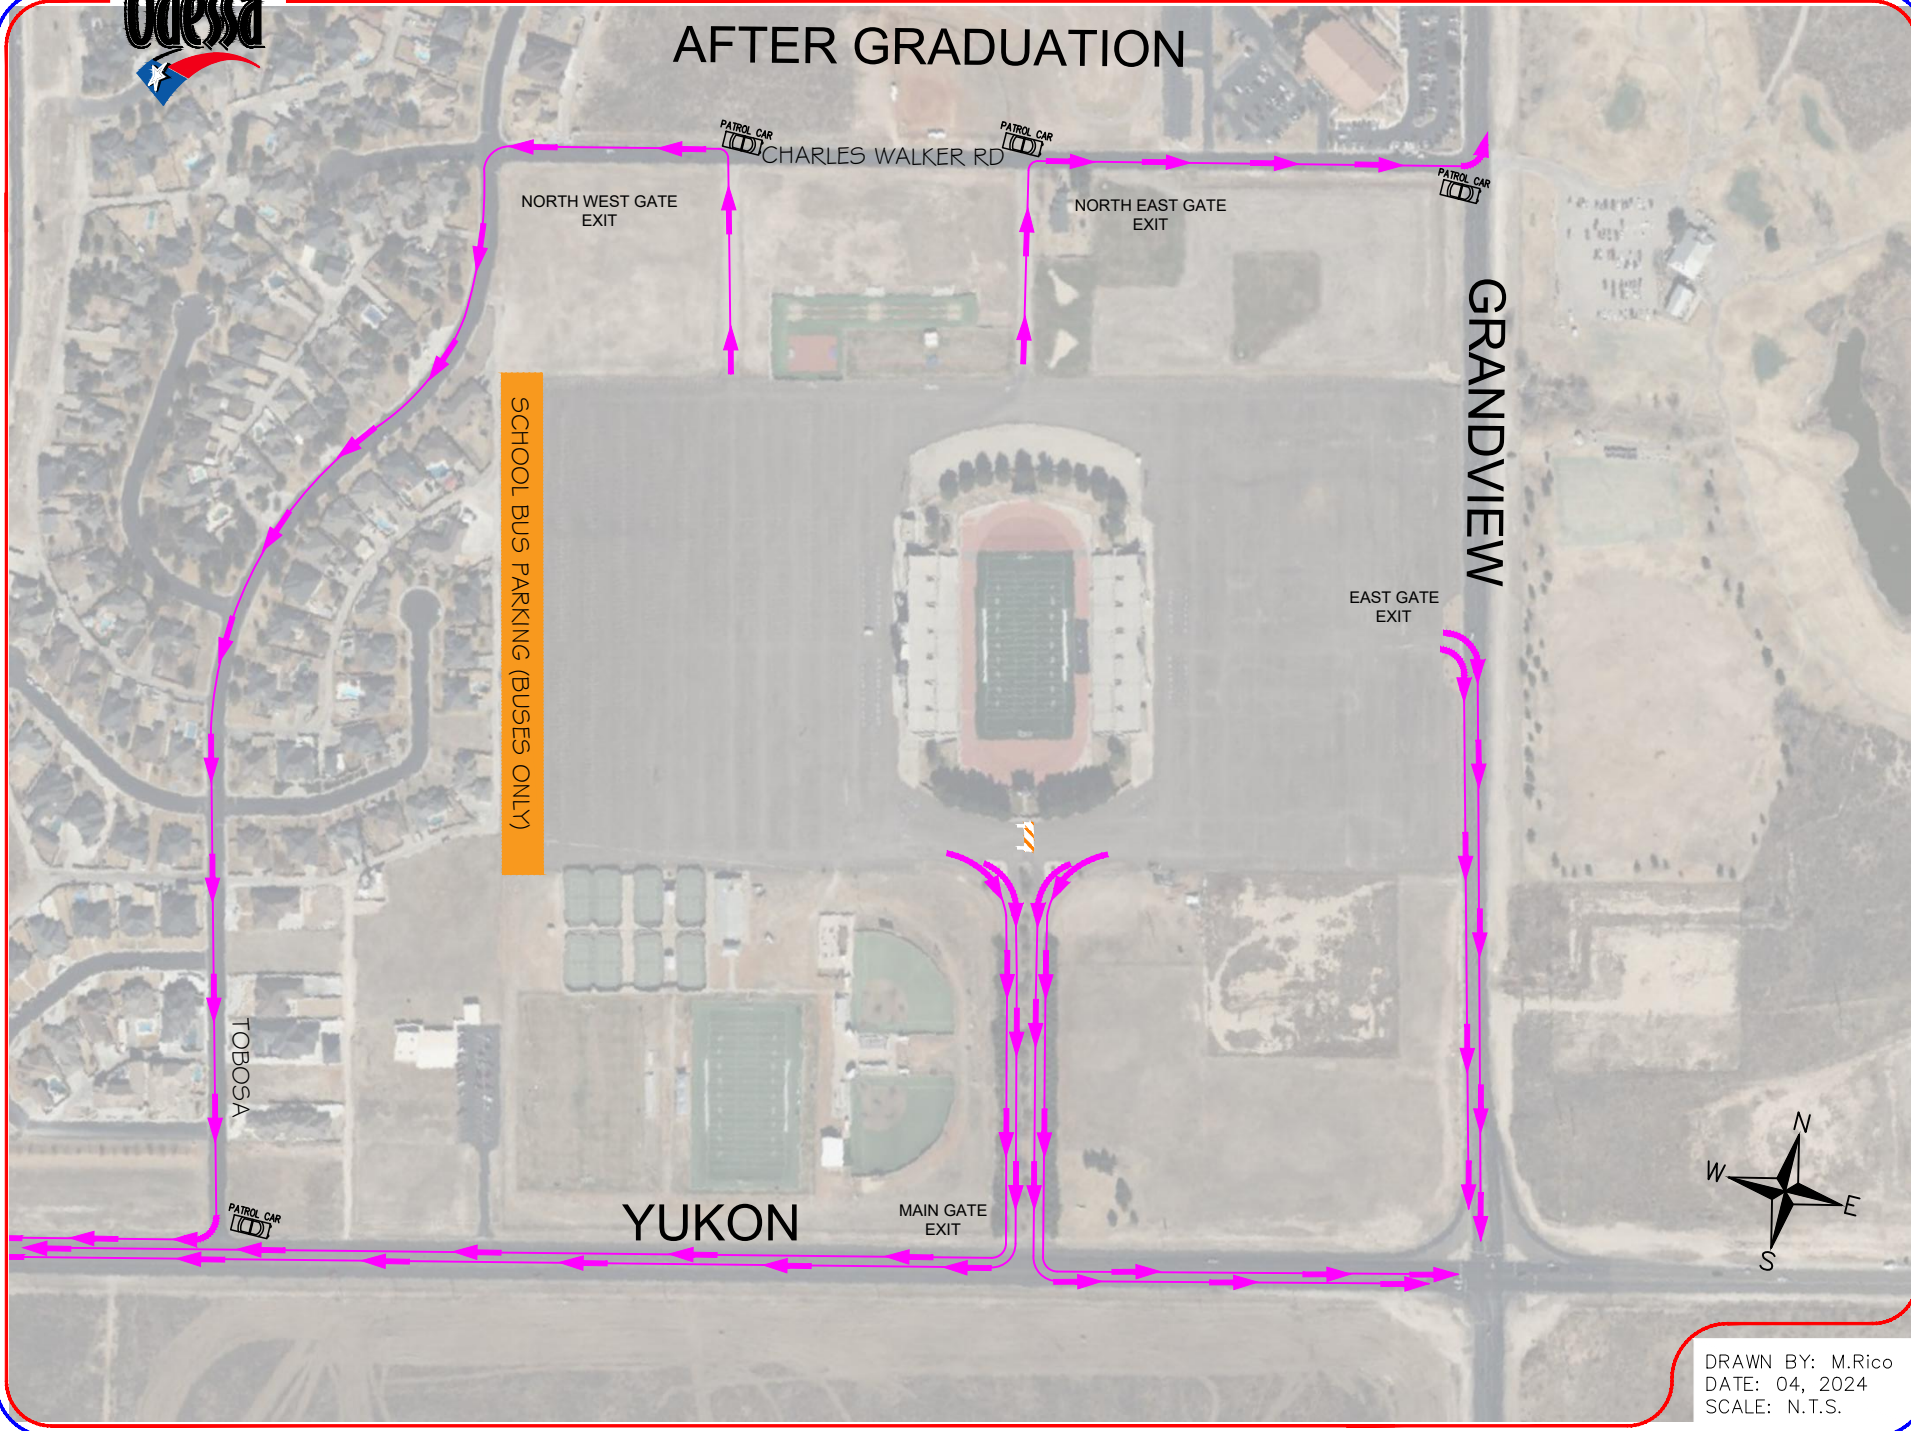 Odessa
AFTER GRADUATION
PATROL CAR
PATROL CAR
CHARLES WALKER RD
PATROL CAR
NORTH WEST GATE
EXIT
NORTH EAST GATE
EXIT
GRANDVIEW
SCHOOL BUS PARKING (BUSES ONLY)
EAST GATE
EXIT
TOBOSA
PATROL CAR
YUKON
MAIN GATE
EXIT
N
W
E
S
DRAWN BY: M.Rico
DATE: 04, 2024
SCALE: N.T.S.